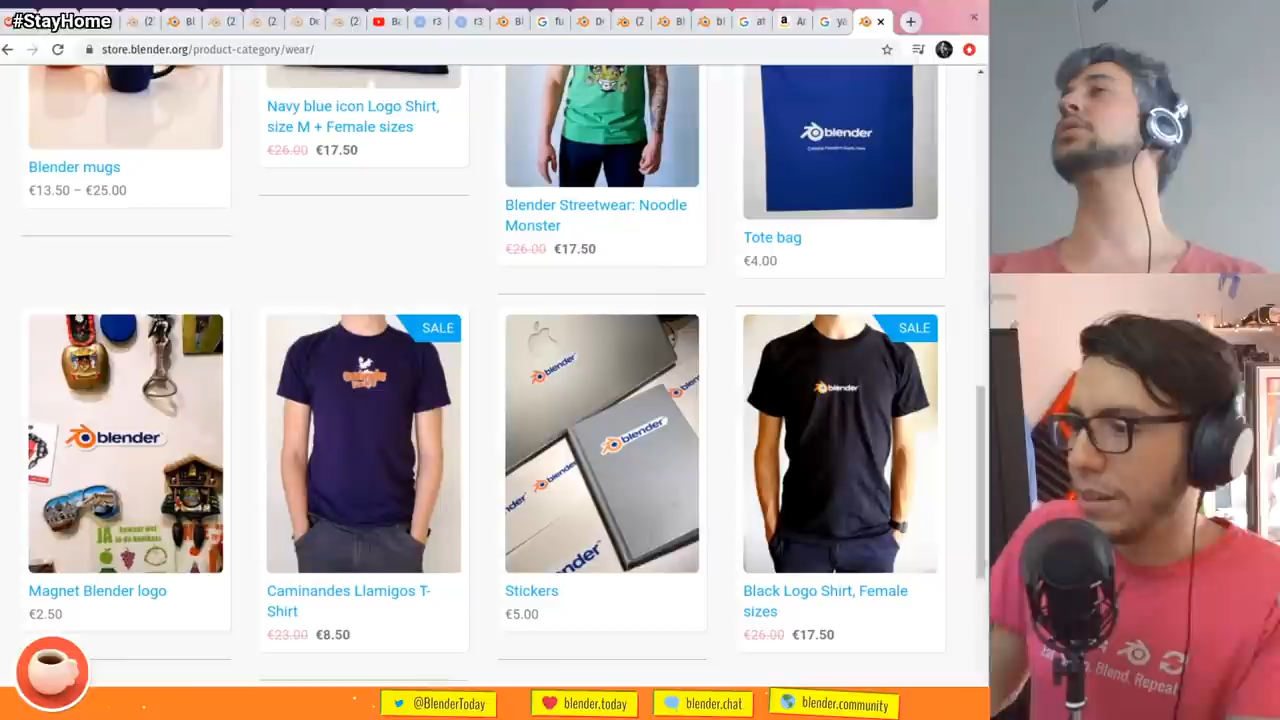 #StayHome
store.blender.org/product-category/wear/
Blender mugs
€13.50 – €25.00
Navy blue icon Logo Shirt,
size M + Female sizes
€26.00 €17.50
Blender Streetwear: Noodle
Monster
€26.00 €17.50
blender
Tote bag
€4.00
blender
Magnet Blender logo
€2.50
SALE
Caminandes Llamigos T-
Shirt
€23.00 €8.50
blender
blender
blender
blender
Stickers
€5.00
SALE
blender
Black Logo Shirt, Female
sizes
€26.00 €17.50
Blend. Repeat
@BlenderToday
blender.today
blender.chat
blender.community